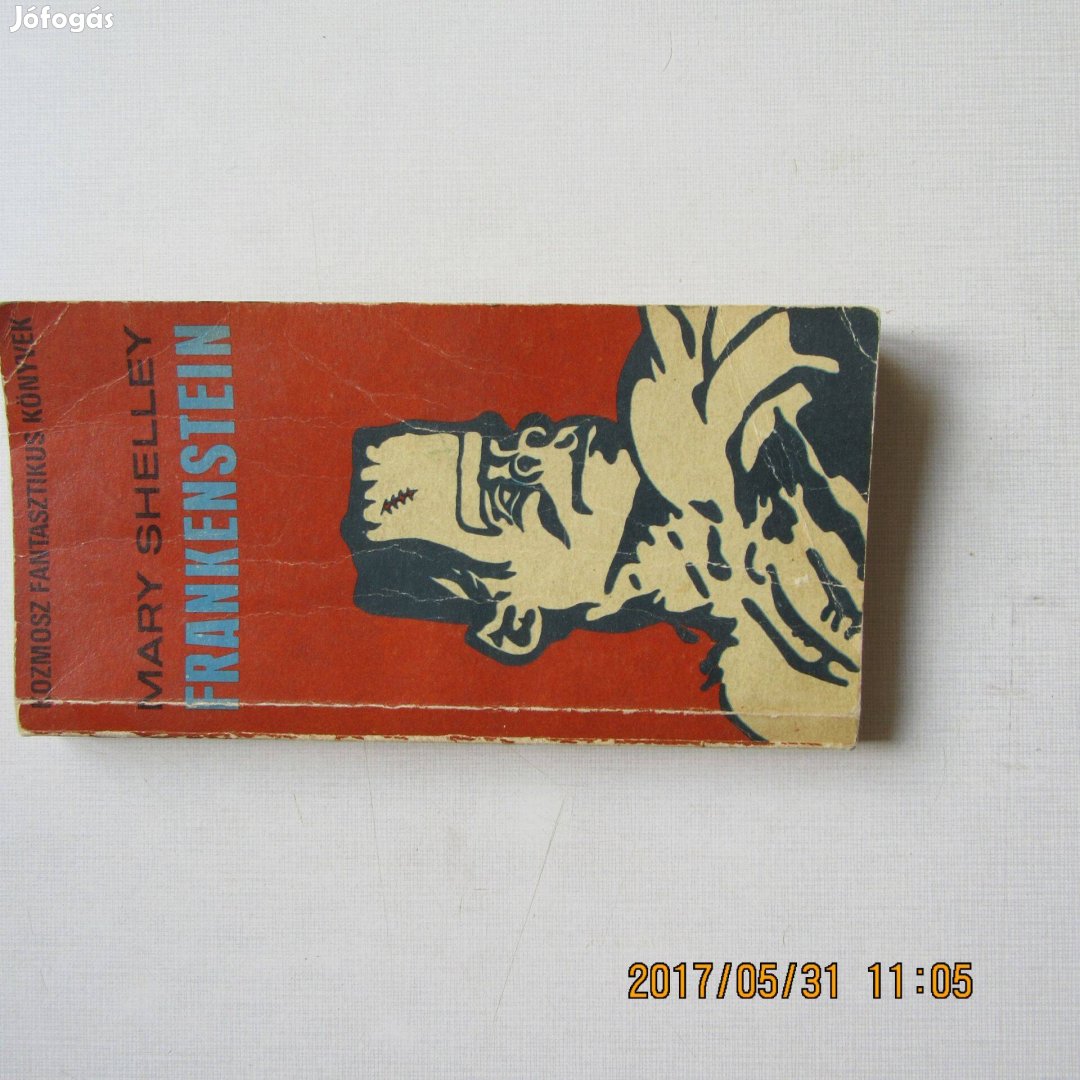 Jófogás
KOZMOSZ FANTASZTIKUS KÖNYVEK
MARY SHELLEY
FRANKENSTEIN
2017/05/31 11:05